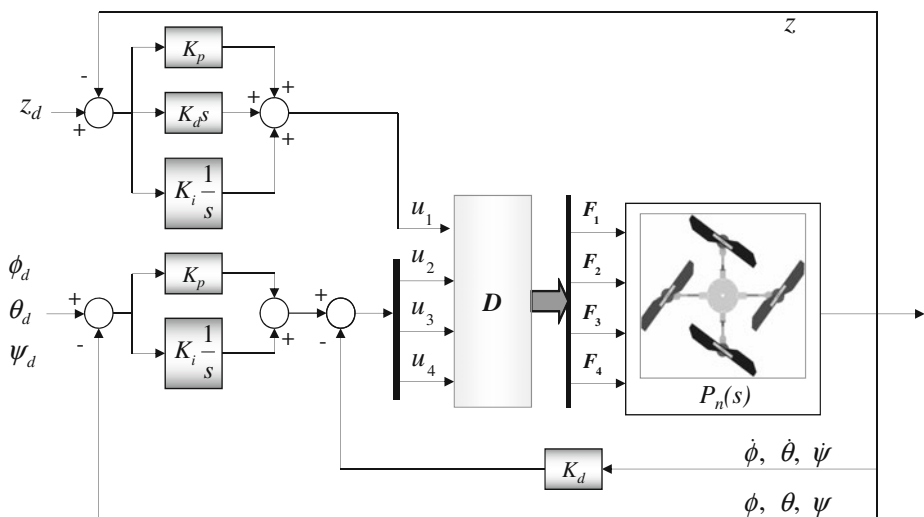 z
-
z_d
+
K_p
K_d s
K_i 1/s
+
+
+
u_1
u_2
u_3
u_4
D
F_1
F_2
F_3
F_4
P_n(s)
ϕ_d
θ_d
ψ_d
+
-
K_p
K_i 1/s
+
+
-
K_d
ϕ̇, θ̇, ψ̇
ϕ, θ, ψ